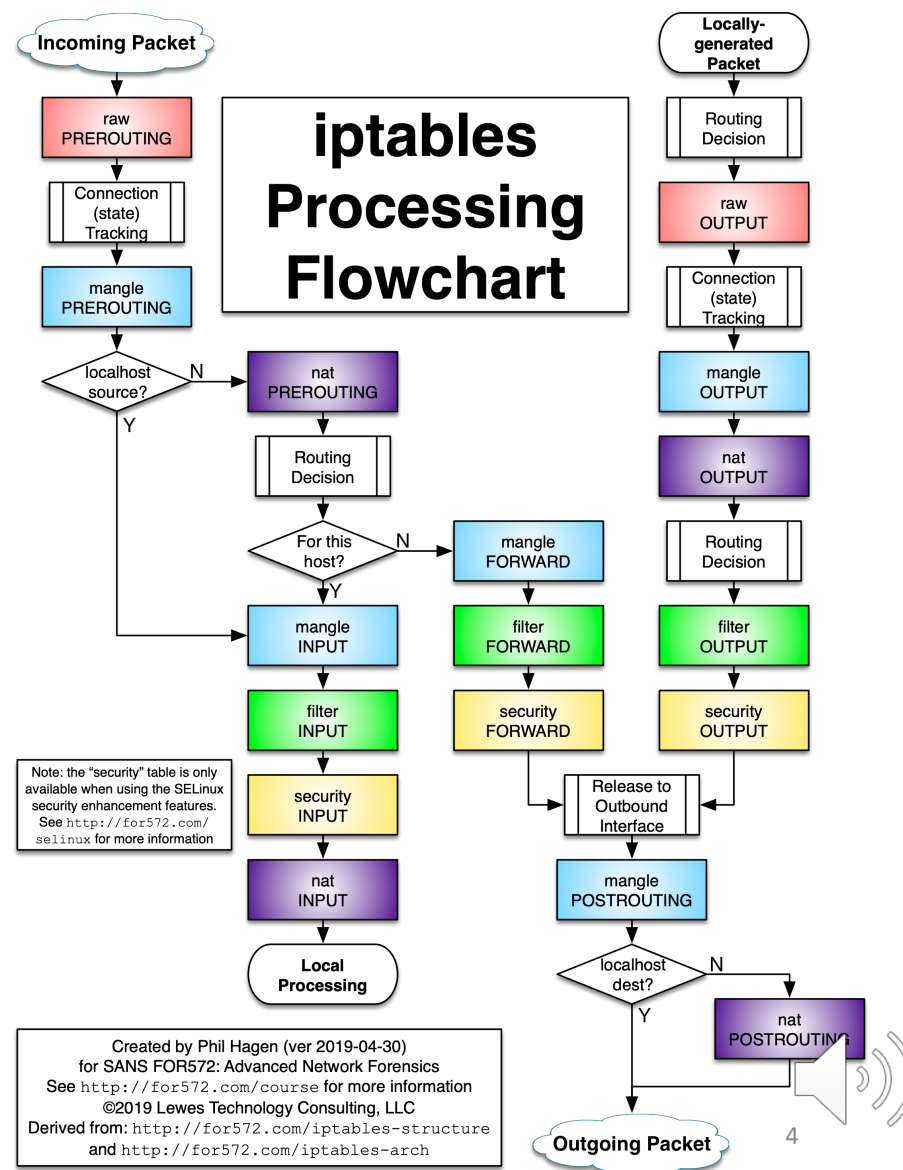 Incoming Packet
raw
PREROUTING
Connection
(state)
Tracking
mangle
PREROUTING
localhost
source?
N
Y
iptables
Processing
Flowchart
nat
PREROUTING
Routing
Decision
For this
host?
N
Y
mangle
INPUT
filter
INPUT
security
INPUT
nat
INPUT
Local
Processing
mangle
FORWARD
filter
FORWARD
security
FORWARD
Locally-
generated
Packet
Routing
Decision
raw
OUTPUT
Connection
(state)
Tracking
mangle
OUTPUT
nat
OUTPUT
Routing
Decision
filter
OUTPUT
security
OUTPUT
Release to
Outbound
Interface
mangle
POSTROUTING
localhost
dest?
N
Y
nat
POSTROUTING
Outgoing Packet
Note: the “security” table is only
available when using the SELinux
security enhancement features.
See http://for572.com/
selinux for more information
Created by Phil Hagen (ver 2019-04-30)
for SANS FOR572: Advanced Network Forensics
See http://for572.com/course for more information
©2019 Lewes Technology Consulting, LLC
Derived from: http://for572.com/iptables-structure
and http://for572.com/iptables-arch
4